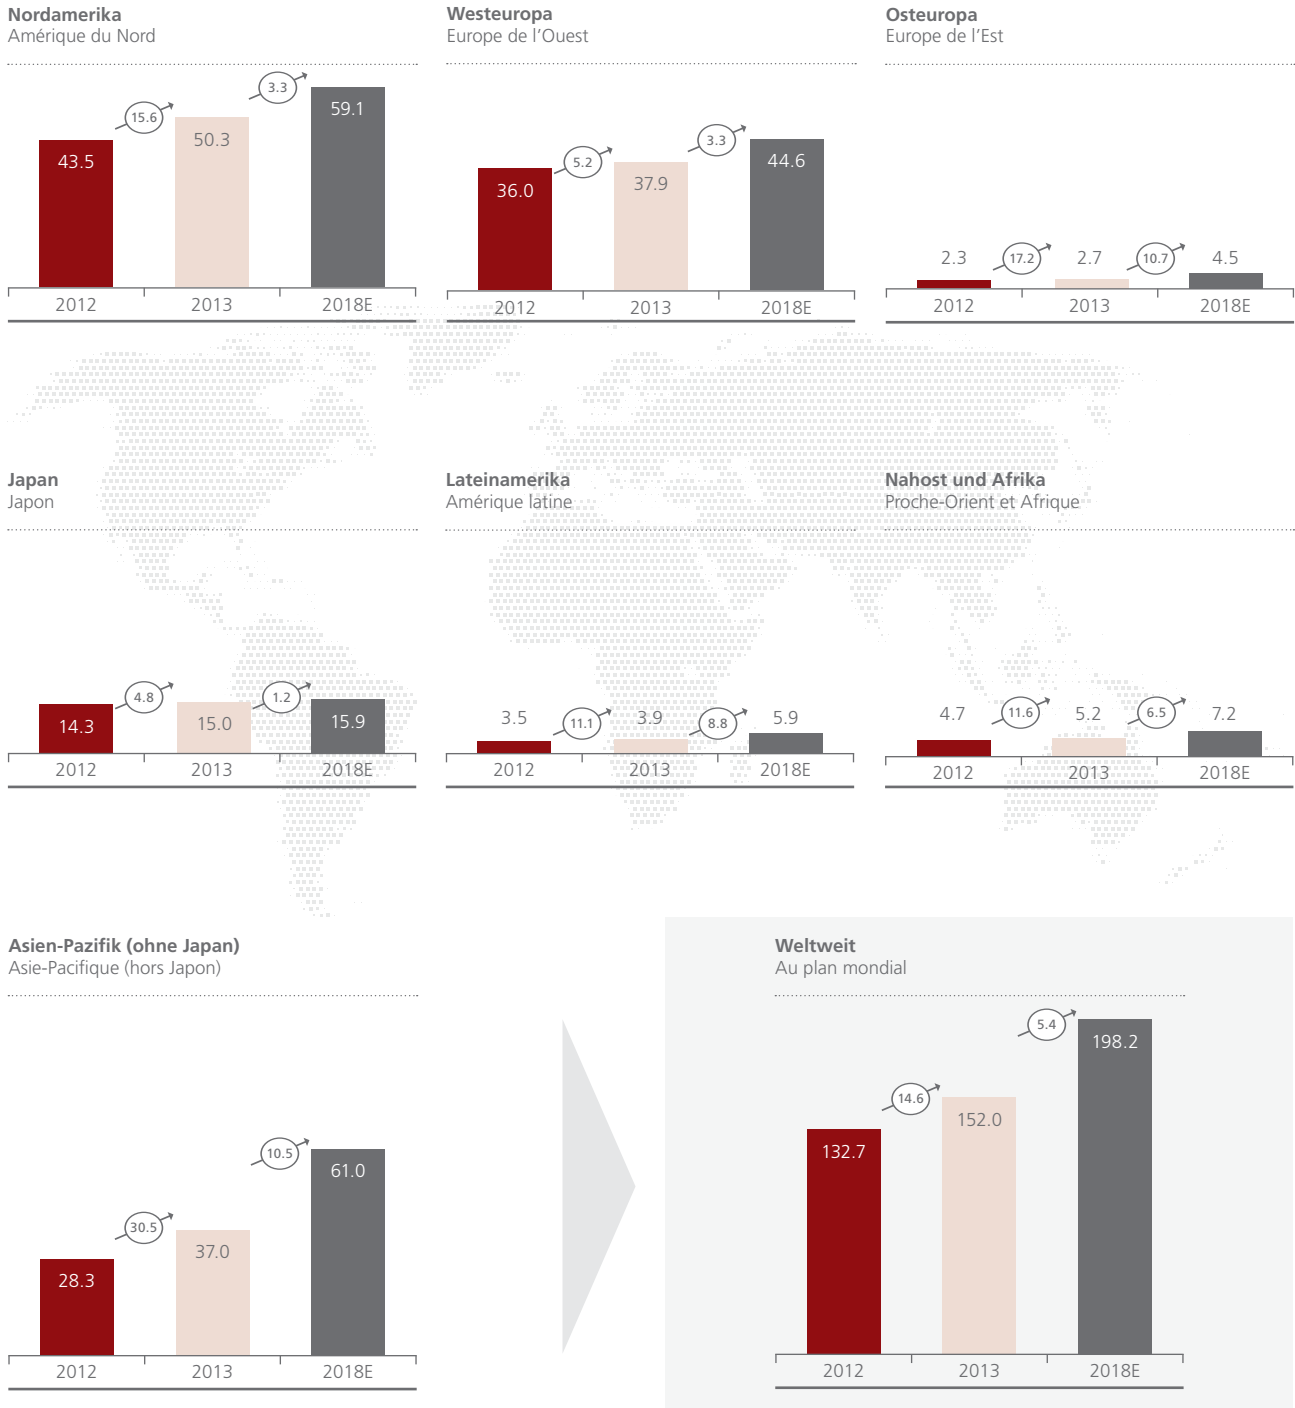 Nordamerika
Amérique du Nord
15.6
3.3
43.5
50.3
59.1
2012 2013 2018E
Westeuropa
Europe de l’Ouest
5.2
3.3
36.0
37.9
44.6
2012 2013 2018E
Osteuropa
Europe de l’Est
2.3 17.2 2.7 10.7 4.5
2012 2013 2018E
Japan
Japon
4.8 1.2
14.3 15.0 15.9
2012 2013 2018E
Lateinamerika
Amérique latine
3.5 11.1 3.9 8.8 5.9
2012 2013 2018E
Nahost und Afrika
Proche-Orient et Afrique
4.7 11.6 5.2 6.5 7.2
2012 2013 2018E
Asien-Pazifik (ohne Japan)
Asie-Pacifique (hors Japon)
30.5
10.5
28.3
37.0
61.0
2012 2013 2018E
Weltweit
Au plan mondial
14.6
5.4
132.7
152.0
198.2
2012 2013 2018E